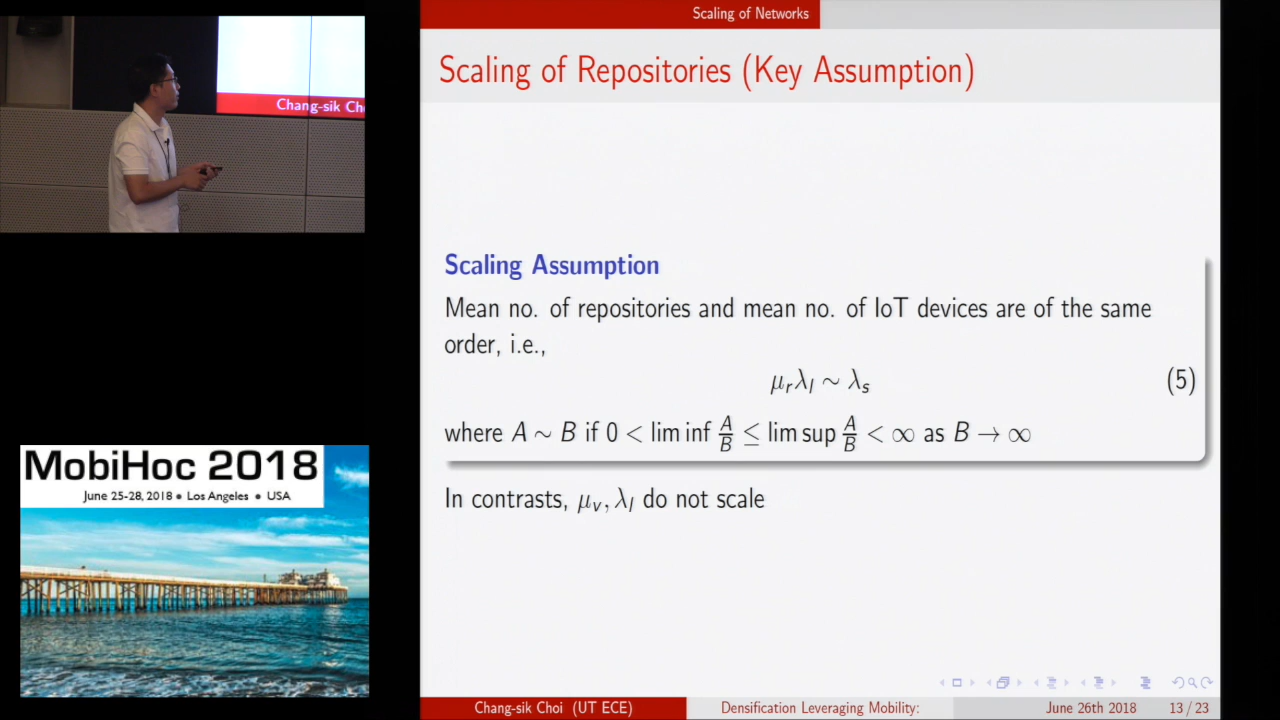 Scaling of Networks
Scaling of Repositories (Key Assumption)
Chang-sik Ch
Scaling Assumption
Mean no. of repositories and mean no. of IoT devices are of the same
order, i.e.,
μ_r λ_l ∼ λ_s (5)
where A ∼ B if 0 < lim inf A/B ≤ lim sup A/B < ∞ as B → ∞
In contrasts, μ_v, λ_l do not scale
MobiHoc 2018
June 25-28, 2018 • Los Angeles • USA
Chang-sik Choi (UT ECE) Densification Leveraging Mobility: June 26th 2018 13 / 23